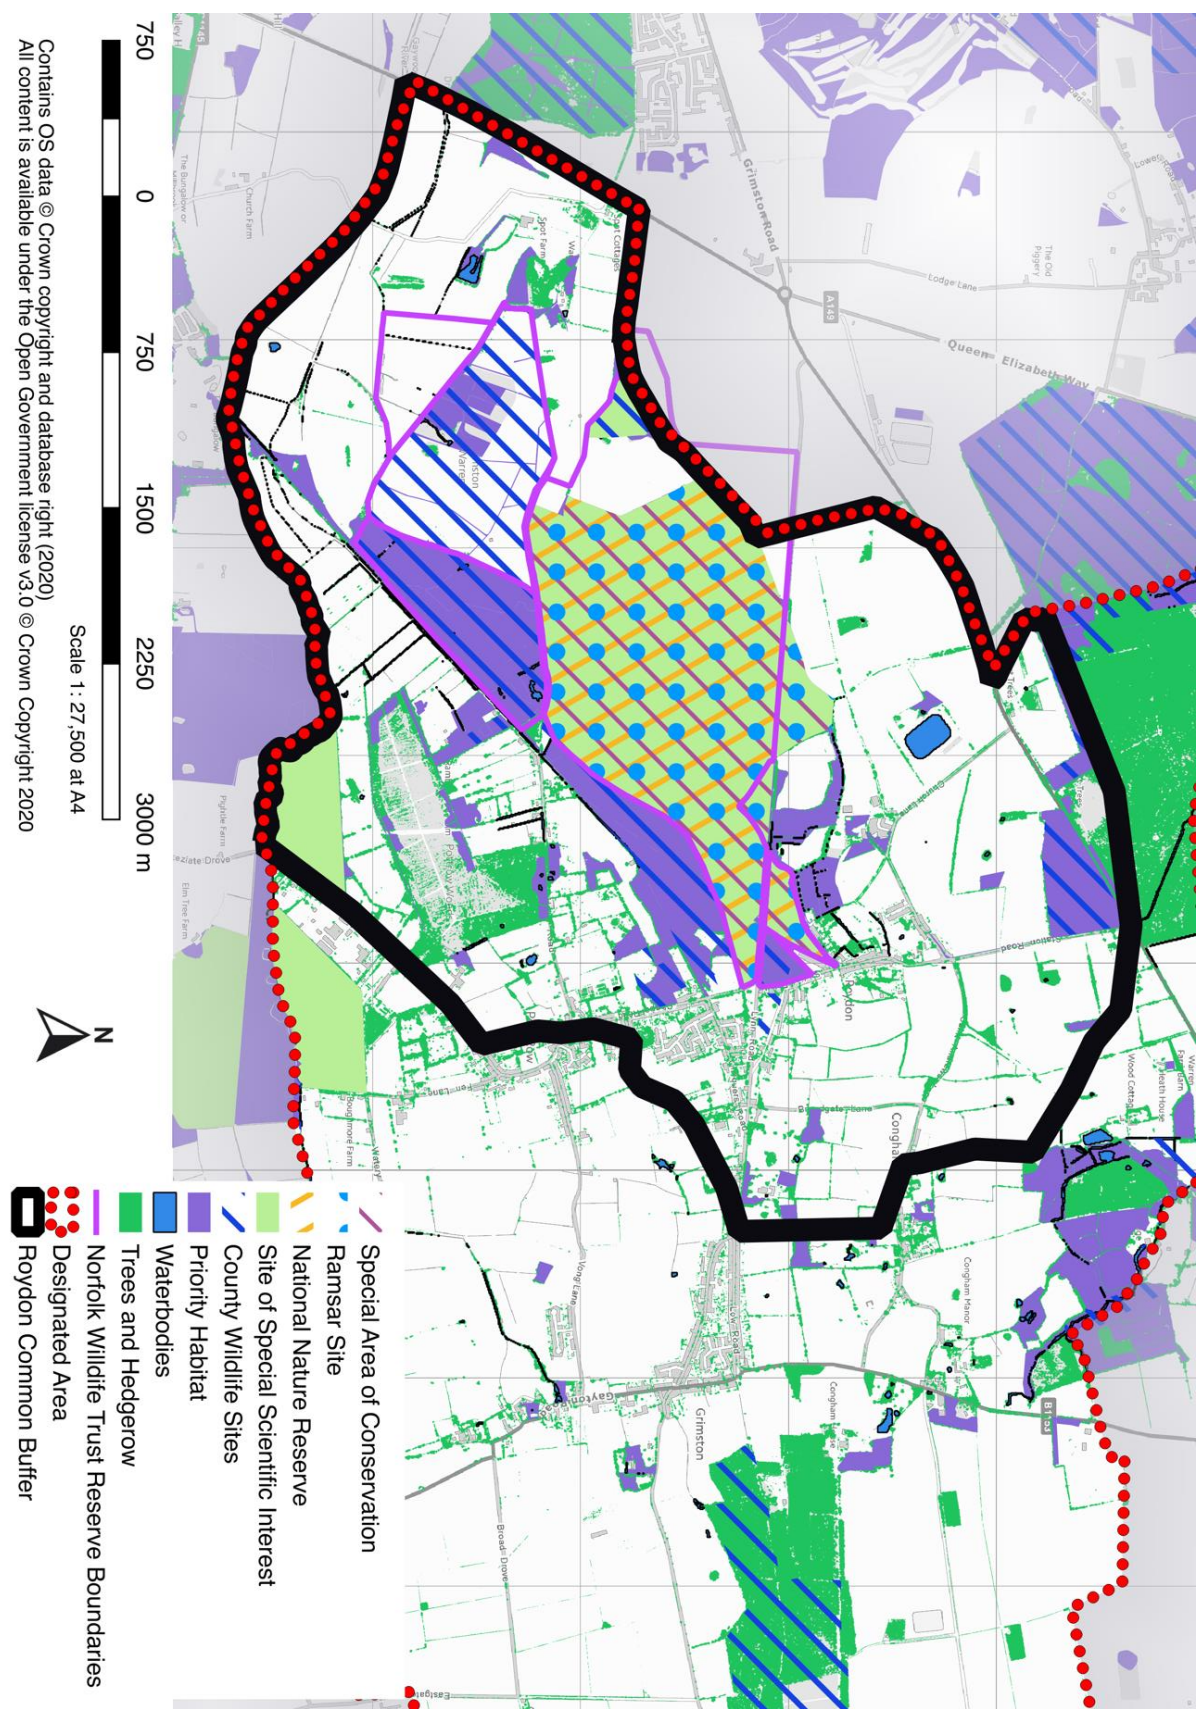 Grimston Road
Lodge Lane
The Old
Piggery
A149
Queen Elizabeth Way
Church Farm
The Bungalow or
Spot Farm
Station Road
Roydon
Elm Tree Farm
Pightle Farm
Congham Manor
Wood Cottage
Heath House
B1153
Vong Lane
Gayton
Grimston
Broad Drove
Eastgate
Special Area of Conservation
Ramsar Site
National Nature Reserve
Site of Special Scientific Interest
County Wildlife Sites
Priority Habitat
Waterbodies
Trees and Hedgerow
Norfolk Wildlife Trust Reserve Boundaries
Designated Area
Roydon Common Buffer
N
750 0 750 1500 2250 3000 m
Scale 1: 27,500 at A4
Contains OS data © Crown copyright and database right (2020)
All content is available under the Open Government license v3.0 © Crown Copyright 2020